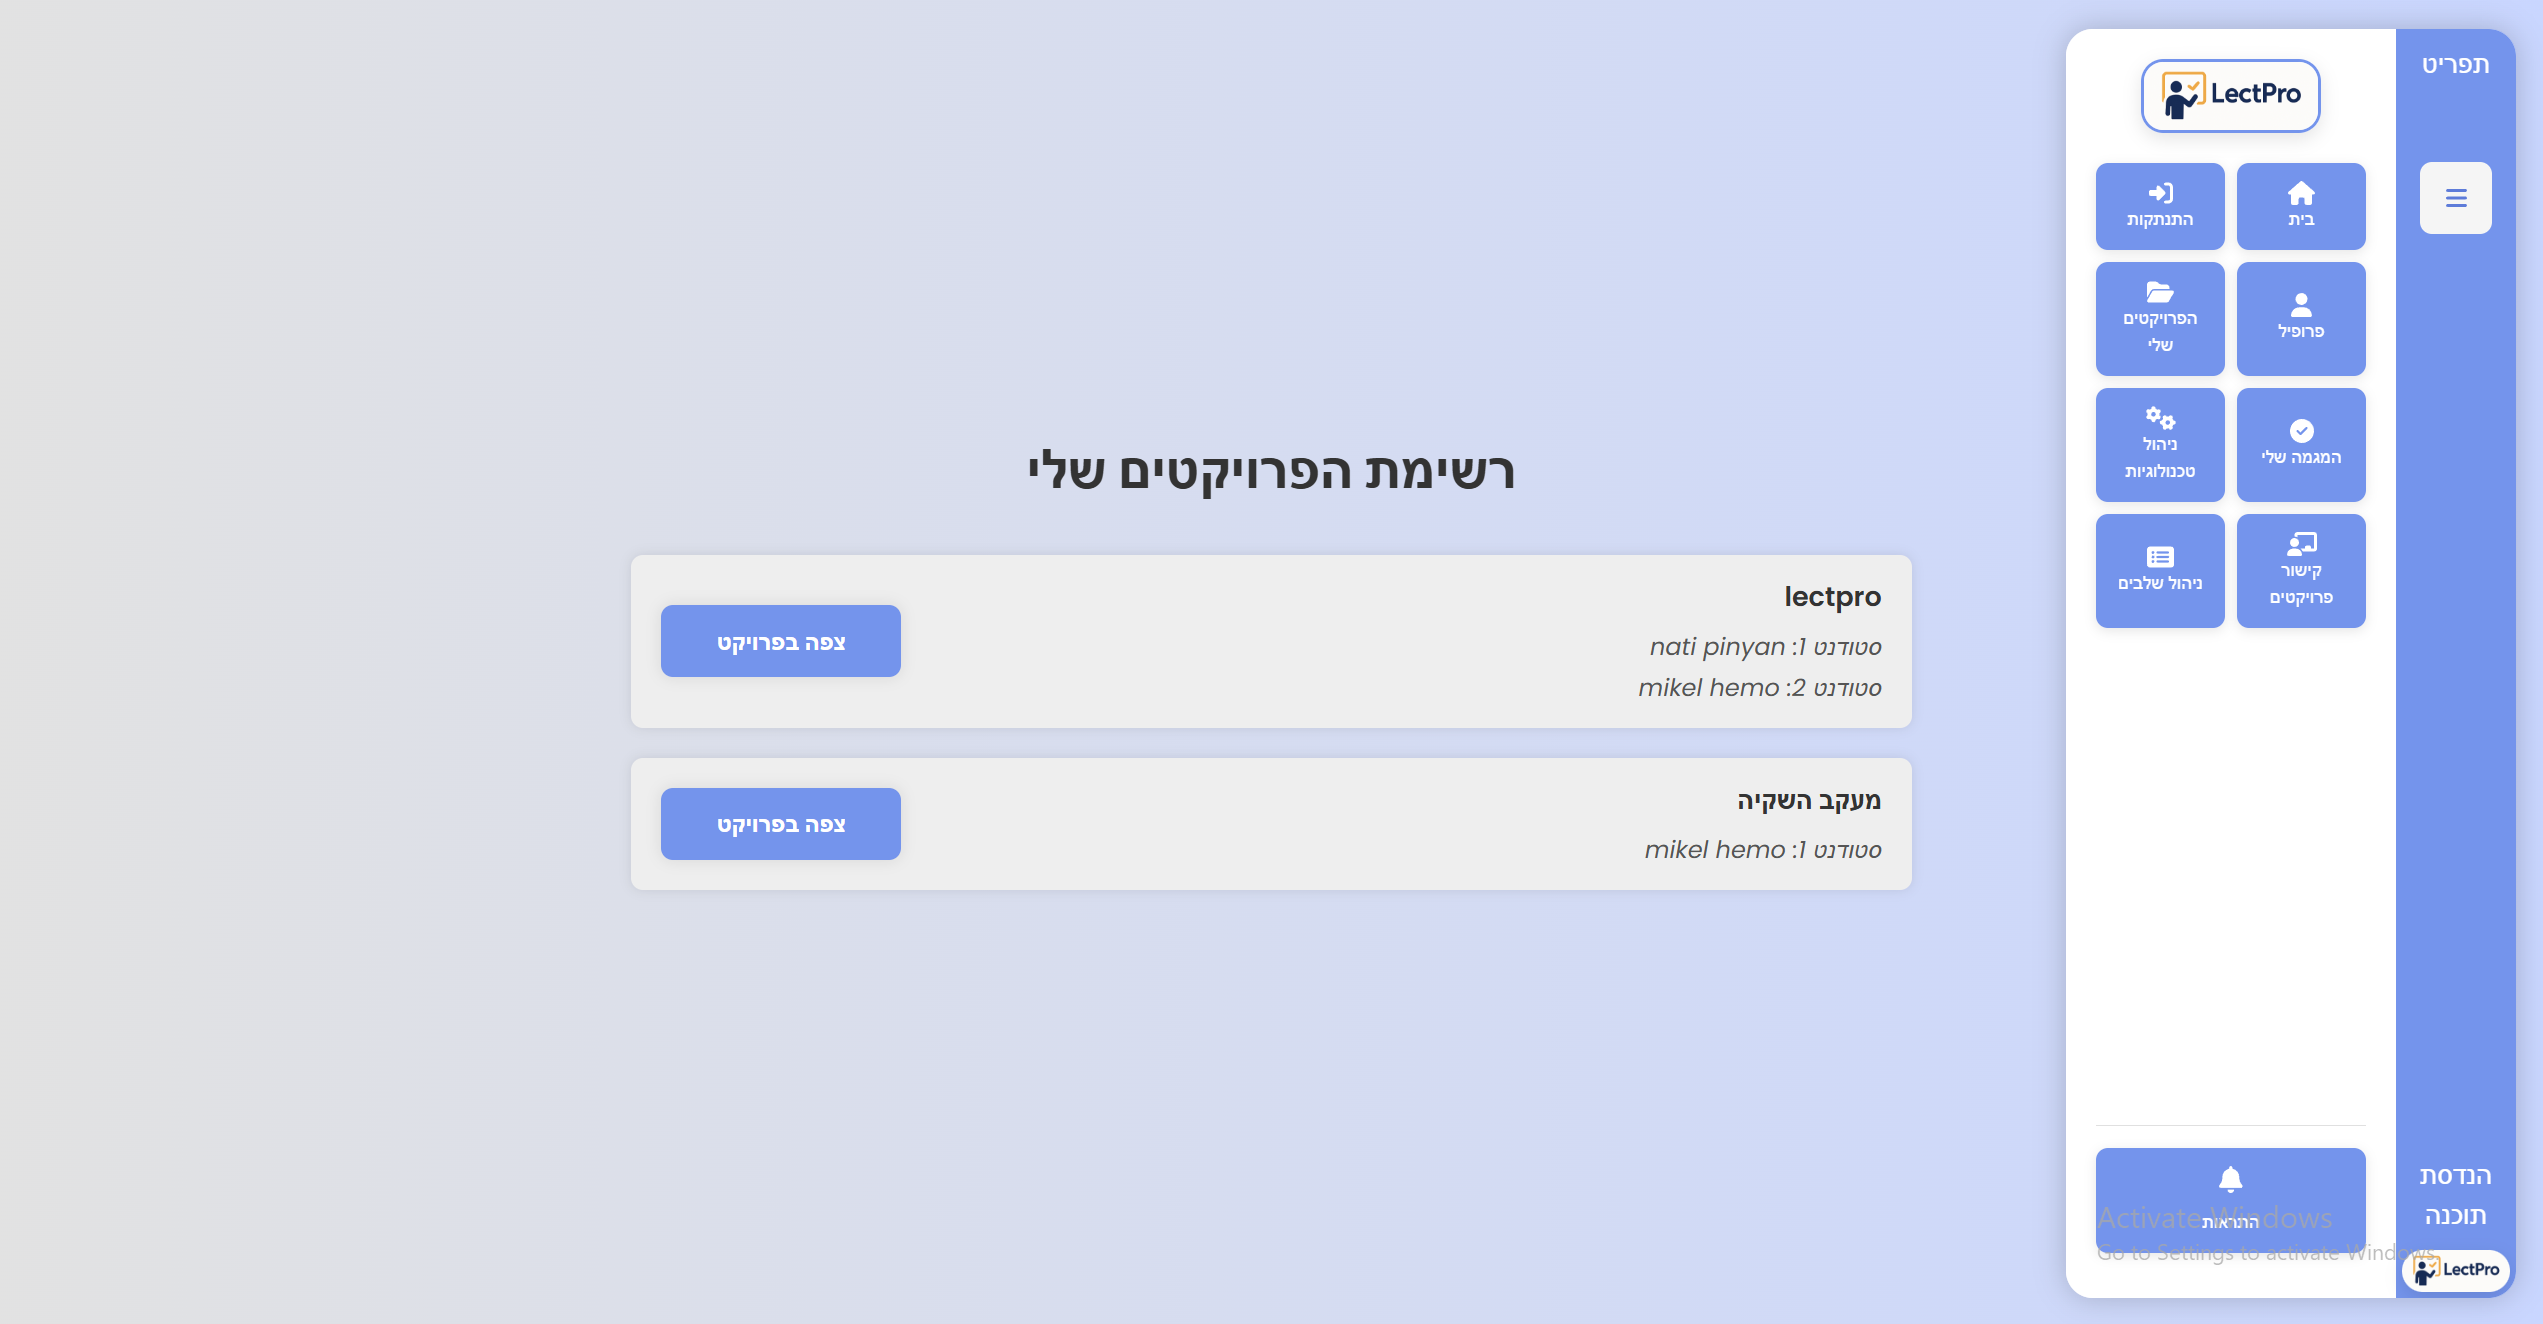 תפריט
LectPro
בית
התנתקות
פרופיל
הפרויקטים
שלי
המגמה שלי
ניהול
טכנולוגיות
קישור
פרויקטים
ניהול שלבים
רשימת הפרויקטים שלי
lectpro
סטודנט 1: nati pinyan
סטודנט 2: mikel hemo
צפה בפרויקט
מעקב השקיה
סטודנט 1: mikel hemo
צפה בפרויקט
התראות
הנדסת
תוכנה
LectPro
Activate Windows
Go to Settings to activate Windows.